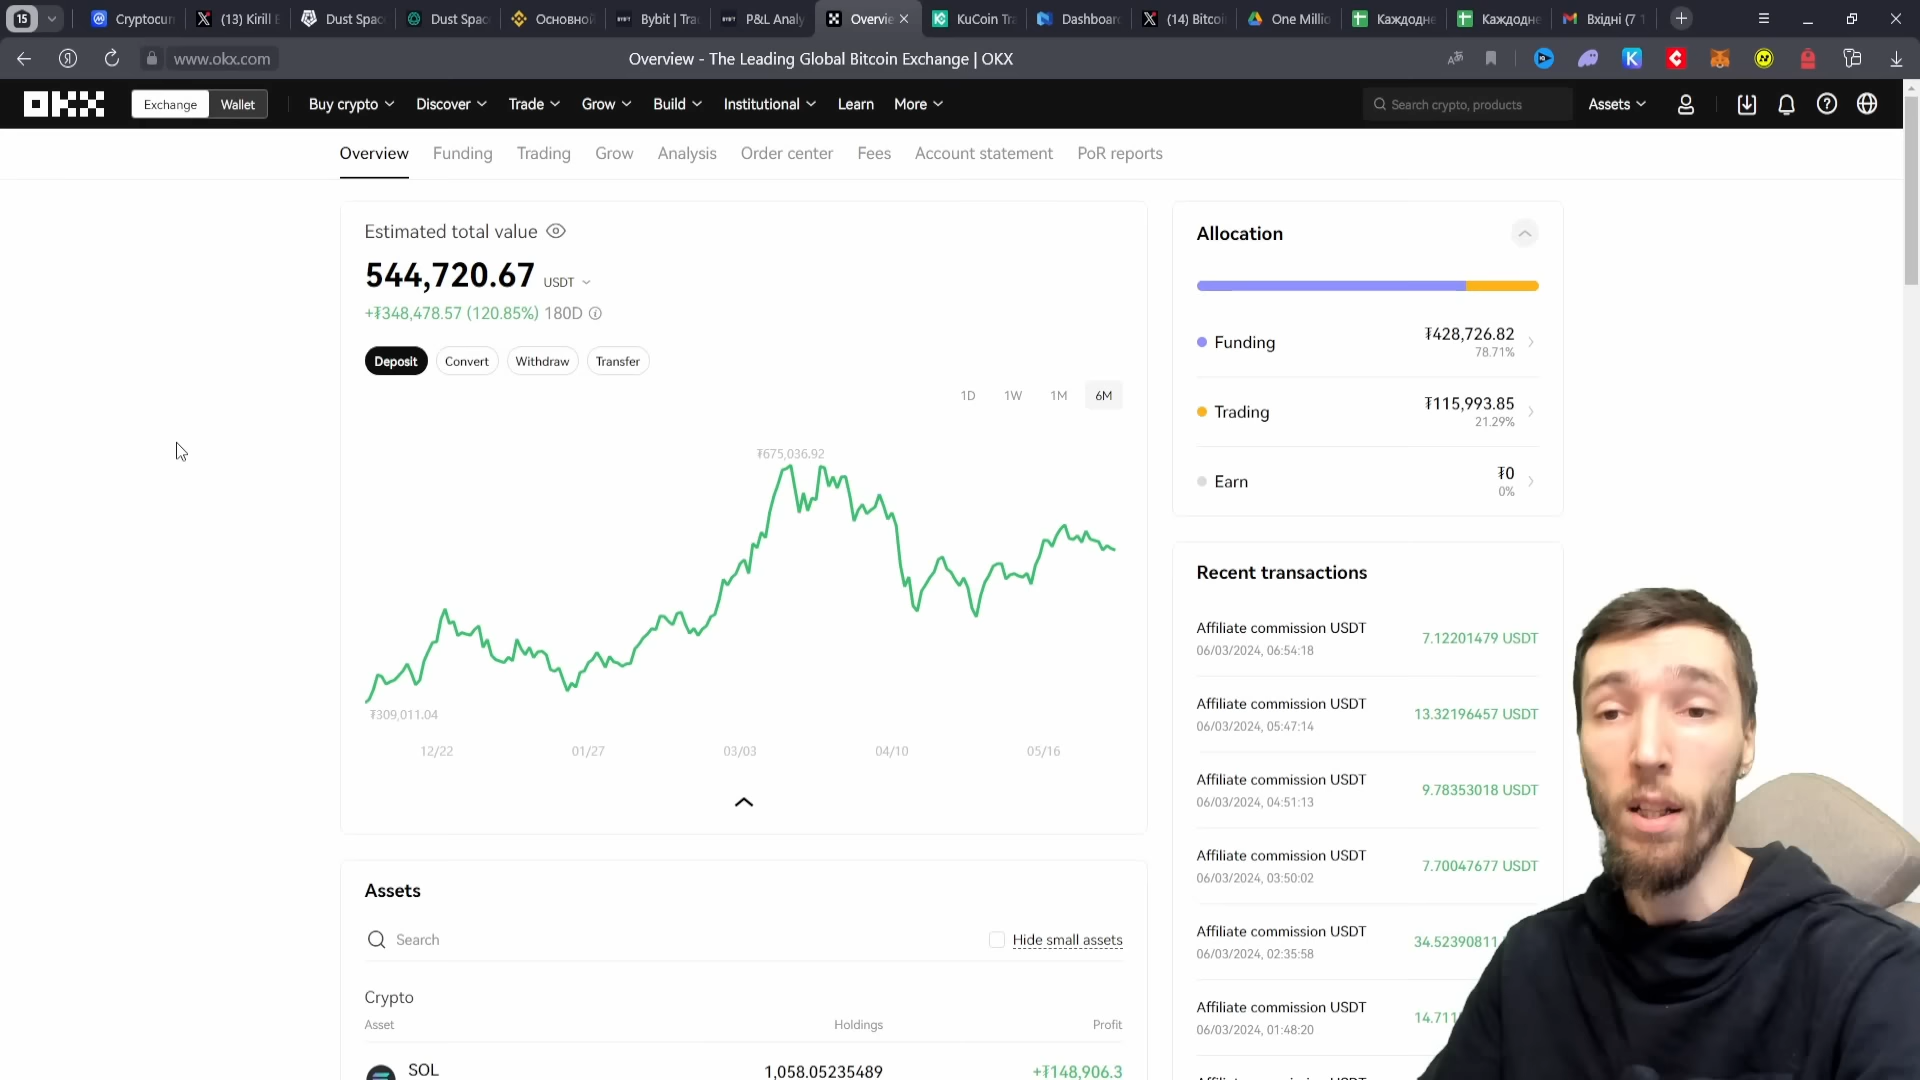 15
Cryptocur
(13) Kirill E
Dust Spac
Dust Spac
Основной
Bybit | Tra
P&L Analy
Overvie
KuCoin Tra
Dashboard
(14) Bitcoi
One Millio
Каждодне
Каждодне
Вхідні (7 1
www.okx.com
Overview - The Leading Global Bitcoin Exchange | OKX
OKX
Exchange
Wallet
Buy crypto
Discover
Trade
Grow
Build
Institutional
Learn
More
Search crypto, products
Assets
Overview
Funding
Trading
Grow
Analysis
Order center
Fees
Account statement
PoR reports
Estimated total value
544,720.67 USDT
+₮348,478.57 (120.85%) 180D
Deposit
Convert
Withdraw
Transfer
1D
1W
1M
6M
₮675,036.92
₮309,011.04
12/22
01/27
03/03
04/10
05/16
Assets
Search
Hide small assets
Crypto
Asset
Holdings
Profit
SOL
1,058.05235489
+₮148,906.3
Allocation
Funding
₮428,726.82
78.71%
Trading
₮115,993.85
21.29%
Earn
₮0
0%
Recent transactions
Affiliate commission USDT
06/03/2024, 06:54:18
7.12201479 USDT
Affiliate commission USDT
06/03/2024, 05:47:14
13.32196457 USDT
Affiliate commission USDT
06/03/2024, 04:51:13
9.78353018 USDT
Affiliate commission USDT
06/03/2024, 03:50:02
7.70047677 USDT
Affiliate commission USDT
06/03/2024, 02:35:58
34.52390811
Affiliate commission USDT
06/03/2024, 01:48:20
14.711